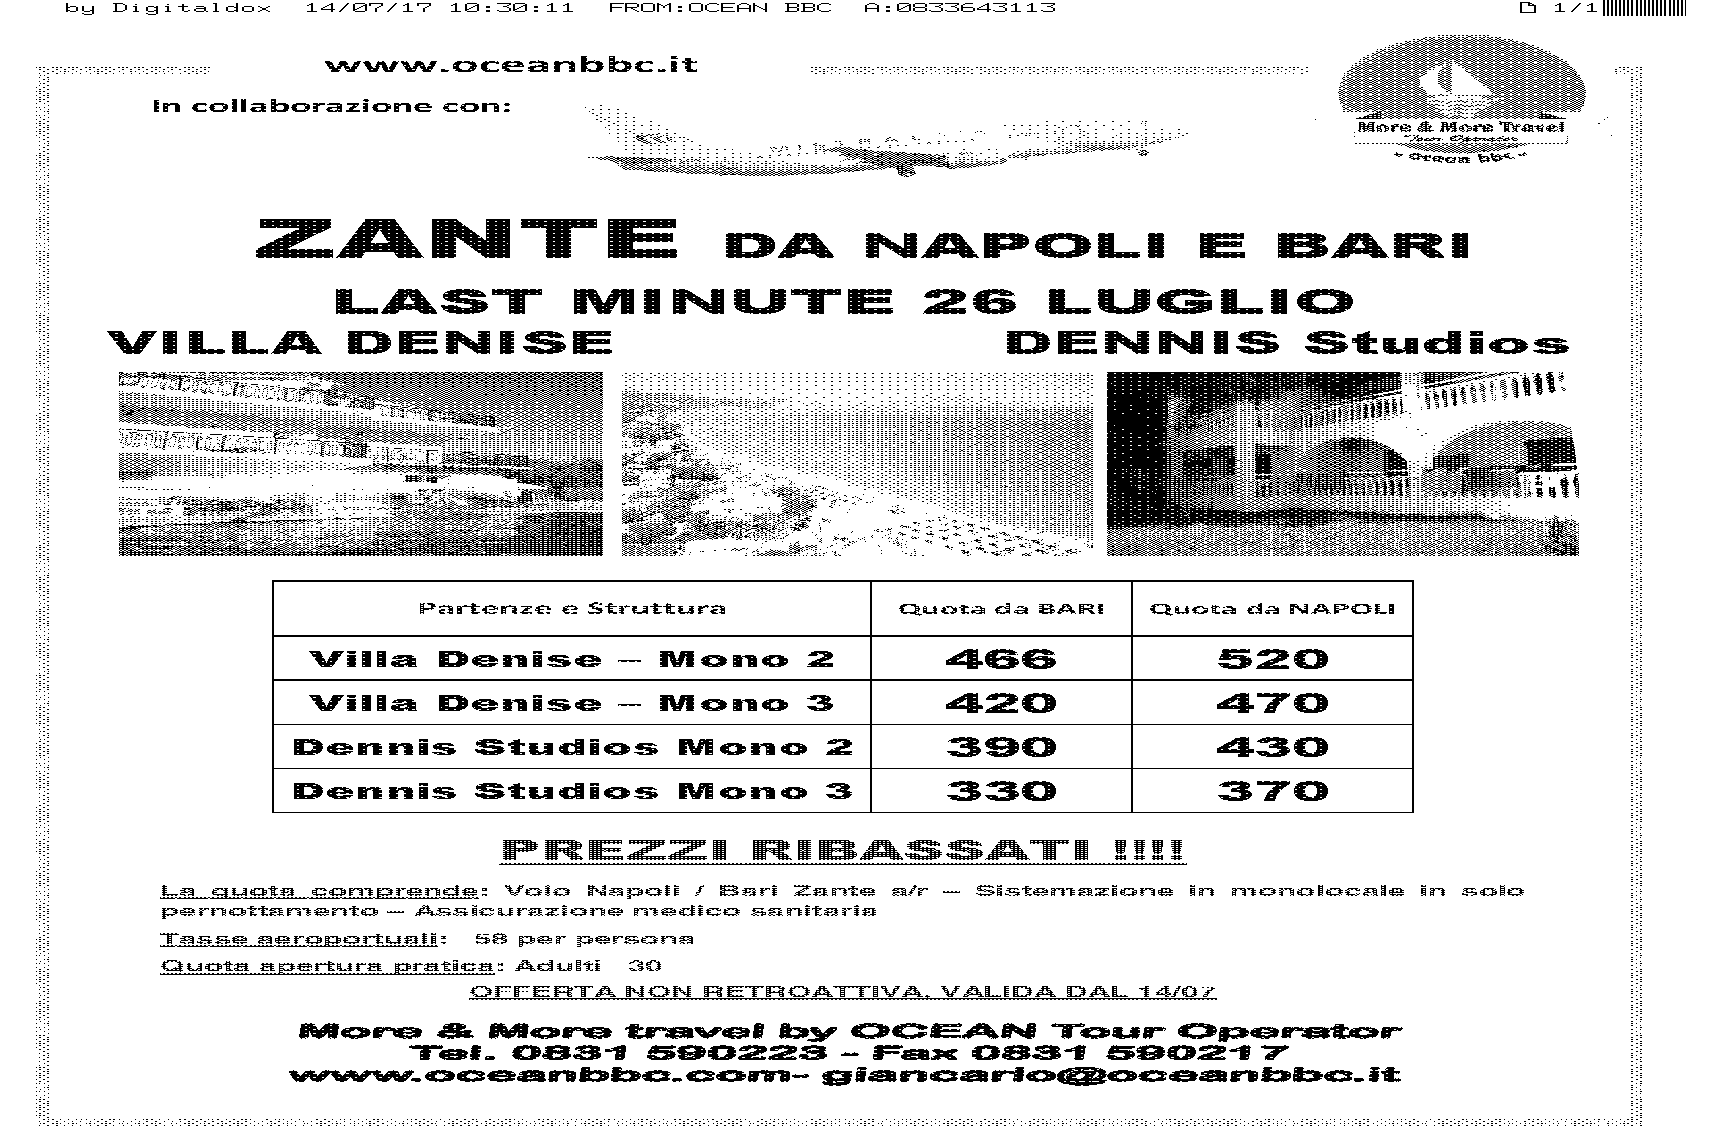 by Digitaldox 14/07/17 10:30:11 FROM:OCEAN BBC A:0833643113 1/1
www.oceanbbc.it
In collaborazione con:
More & More Travel
Tour Operator
"ocean bbc"
ZANTE DA NAPOLI E BARI
LAST MINUTE 26 LUGLIO
VILLA DENISE DENNIS Studios
Partenze e Struttura Quota da BARI Quota da NAPOLI
Villa Denise – Mono 2 466 520
Villa Denise – Mono 3 420 470
Dennis Studios Mono 2 390 430
Dennis Studios Mono 3 330 370
PREZZI RIBASSATI !!!!
La quota comprende: Volo Napoli / Bari Zante a/r – Sistemazione in monolocale in solo
pernottamento – Assicurazione medico sanitaria
Tasse aeroportuali: 58 per persona
Quota apertura pratica: Adulti 30
OFFERTA NON RETROATTIVA, VALIDA DAL 14/07
More & More travel by OCEAN Tour Operator
Tel. 0831 590223 - Fax 0831 590217
www.oceanbbc.com- giancarlo@oceanbbc.it